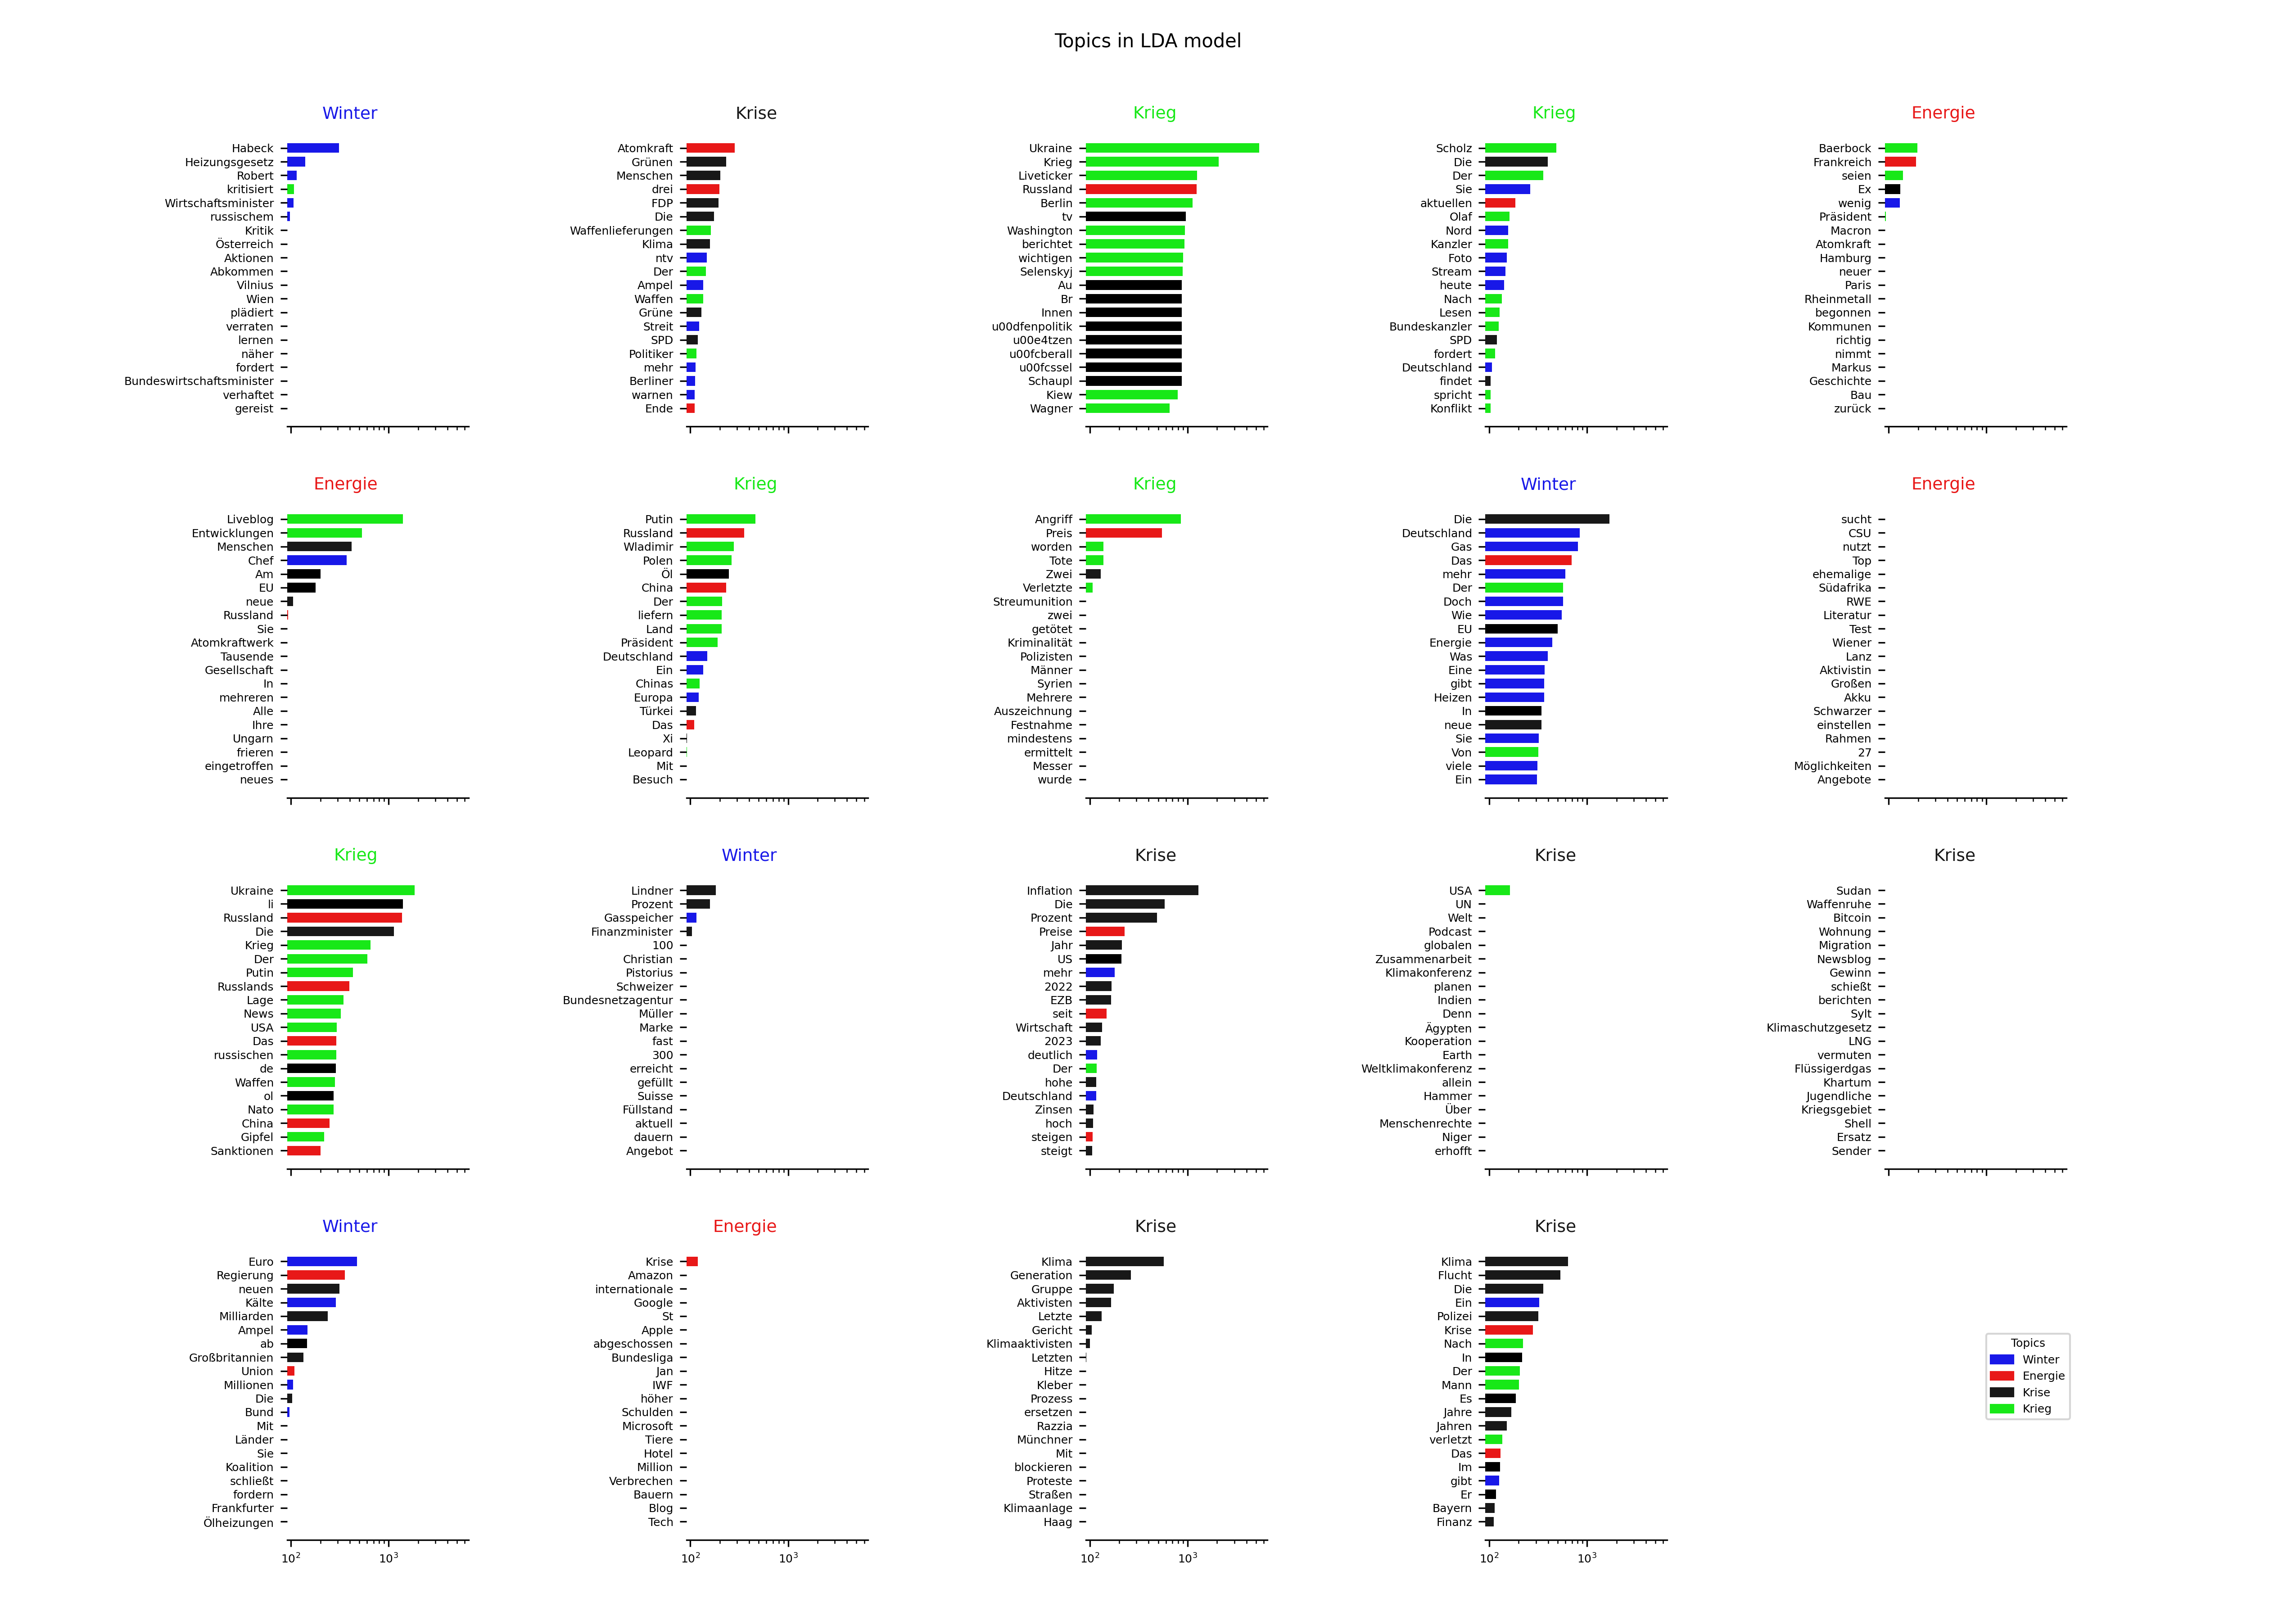 Topics in LDA model
Winter
Habeck
Heizungsgesetz
Robert
kritisiert
Wirtschaftsminister
russischem
Kritik
Österreich
Aktionen
Abkommen
Vilnius
Wien
plädiert
verraten
lernen
näher
fordert
Bundeswirtschaftsminister
verhaftet
gereist
Krise
Atomkraft
Grünen
Menschen
drei
FDP
Die
Waffenlieferungen
Klima
ntv
Der
Ampel
Waffen
Grüne
Streit
SPD
Politiker
mehr
Berliner
warnen
Ende
Krieg
Ukraine
Krieg
Liveticker
Russland
Berlin
tv
Washington
berichtet
wichtigen
Selenskyj
Au
Br
Innen
u00dfenpolitik
u00e4tzen
u00fcberall
u00fcssel
Schaupl
Kiew
Wagner
Krieg
Scholz
Die
Der
Sie
aktuellen
Olaf
Nord
Kanzler
Foto
Stream
heute
Nach
Lesen
Bundeskanzler
SPD
fordert
Deutschland
findet
spricht
Konflikt
Energie
Baerbock
Frankreich
seien
Ex
wenig
Präsident
Macron
Atomkraft
Hamburg
neuer
Paris
Rheinmetall
begonnen
Kommunen
richtig
nimmt
Markus
Geschichte
Bau
zurück
Energie
Liveblog
Entwicklungen
Menschen
Chef
Am
EU
neue
Russland
Sie
Atomkraftwerk
Tausende
Gesellschaft
In
mehreren
Alle
Ihre
Ungarn
frieren
eingetroffen
neues
Krieg
Putin
Russland
Wladimir
Polen
Öl
China
Der
liefern
Land
Präsident
Deutschland
Ein
Chinas
Europa
Türkei
Das
Xi
Leopard
Mit
Besuch
Krieg
Angriff
Preis
worden
Tote
Zwei
Verletzte
Streumunition
zwei
getötet
Kriminalität
Polizisten
Männer
Syrien
Mehrere
Auszeichnung
Festnahme
mindestens
ermittelt
Messer
wurde
Winter
Die
Deutschland
Gas
Das
mehr
Der
Doch
Wie
EU
Energie
Was
Eine
gibt
Heizen
In
neue
Sie
Von
viele
Ein
Energie
sucht
CSU
nutzt
Top
ehemalige
Südafrika
RWE
Literatur
Test
Wiener
Lanz
Aktivistin
Großen
Akku
Schwarzer
einstellen
Rahmen
27
Möglichkeiten
Angebote
Krieg
Ukraine
li
Russland
Die
Krieg
Der
Putin
Russlands
Lage
News
USA
Das
russischen
de
Waffen
ol
Nato
China
Gipfel
Sanktionen
Winter
Lindner
Prozent
Gasspeicher
Finanzminister
100
Christian
Pistorius
Schweizer
Bundesnetzagentur
Müller
Marke
fast
300
erreicht
gefüllt
Suisse
Füllstand
aktuell
dauern
Angebot
Krise
Inflation
Die
Prozent
Preise
Jahr
US
mehr
2022
EZB
seit
Wirtschaft
2023
deutlich
Der
hohe
Deutschland
Zinsen
hoch
steigen
steigt
Krise
USA
UN
Welt
Podcast
globalen
Zusammenarbeit
Klimakonferenz
planen
Indien
Denn
Ägypten
Kooperation
Earth
Weltklimakonferenz
allein
Hammer
Über
Menschenrechte
Niger
erhofft
Krise
Sudan
Waffenruhe
Bitcoin
Wohnung
Migration
Newsblog
Gewinn
schießt
berichten
Sylt
Klimaschutzgesetz
LNG
vermuten
Flüssigerdgas
Khartum
Jugendliche
Kriegsgebiet
Shell
Ersatz
Sender
Winter
Euro
Regierung
neuen
Kälte
Milliarden
Ampel
ab
Großbritannien
Union
Millionen
Die
Bund
Mit
Länder
Sie
Koalition
schließt
fordern
Frankfurter
Ölheizungen
10² 10³
Energie
Krise
Amazon
internationale
Google
St
Apple
abgeschossen
Bundesliga
Jan
IWF
höher
Schulden
Microsoft
Tiere
Hotel
Million
Verbrechen
Bauern
Blog
Tech
10² 10³
Krise
Klima
Generation
Gruppe
Aktivisten
Letzte
Gericht
Klimaaktivisten
Letzten
Hitze
Kleber
Prozess
ersetzen
Razzia
Münchner
Mit
blockieren
Proteste
Straßen
Klimaanlage
Haag
10² 10³
Krise
Klima
Flucht
Die
Ein
Polizei
Krise
Nach
In
Der
Mann
Es
Jahre
Jahren
verletzt
Das
Im
gibt
Er
Bayern
Finanz
10² 10³
Topics
Winter
Energie
Krise
Krieg